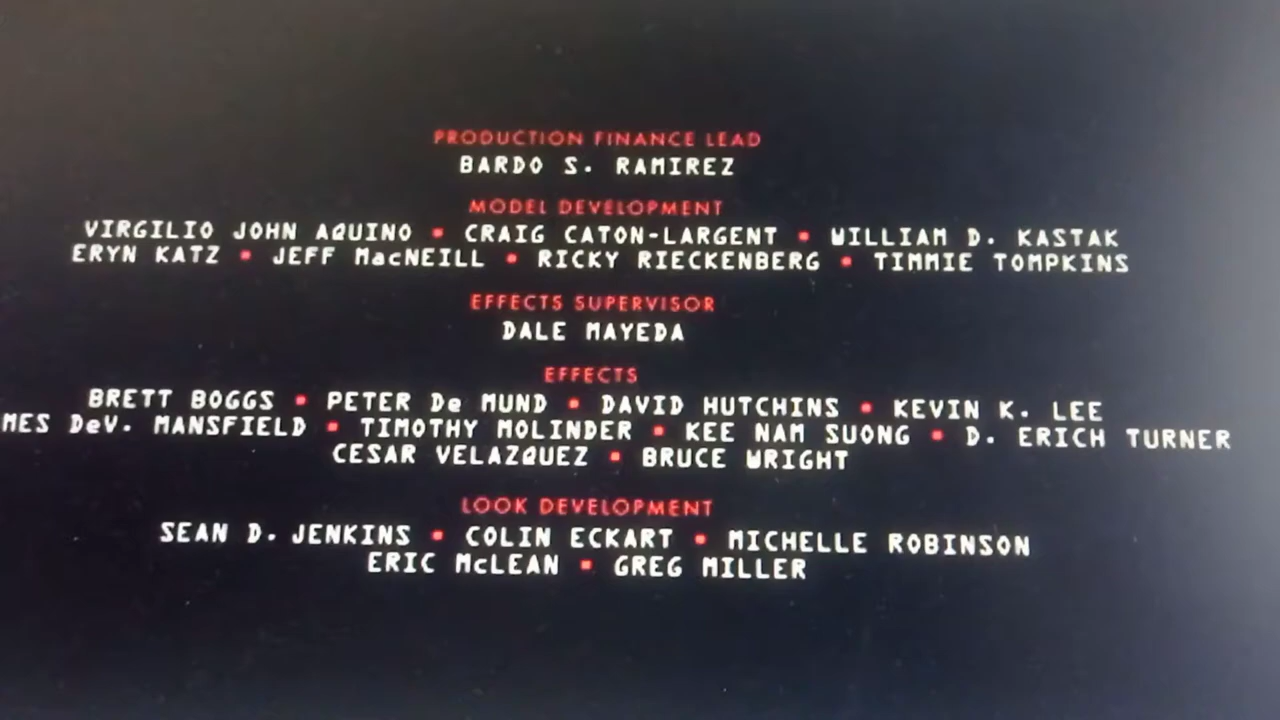 PRODUCTION FINANCE LEAD
BARDO S. RAMIREZ
MODEL DEVELOPMENT
VIRGILIO JOHN AQUINO • CRAIG CATON-LARGENT • WILLIAM D. KASTAK
ERYN KATZ • JEFF MacNEILL • RICKY RIECKENBERG • TIMMIE TOMPKINS
EFFECTS SUPERVISOR
DALE MAYEDA
EFFECTS
BRETT BOGGS • PETER De MUND • DAVID HUTCHINS • KEVIN K. LEE
MES DeV. MANSFIELD • TIMOTHY MOLINDER • KEE NAM SUONG • D. ERICH TURNER
CESAR VELAZQUEZ • BRUCE WRIGHT
LOOK DEVELOPMENT
SEAN D. JENKINS • COLIN ECKART • MICHELLE ROBINSON
ERIC McLEAN • GREG MILLER